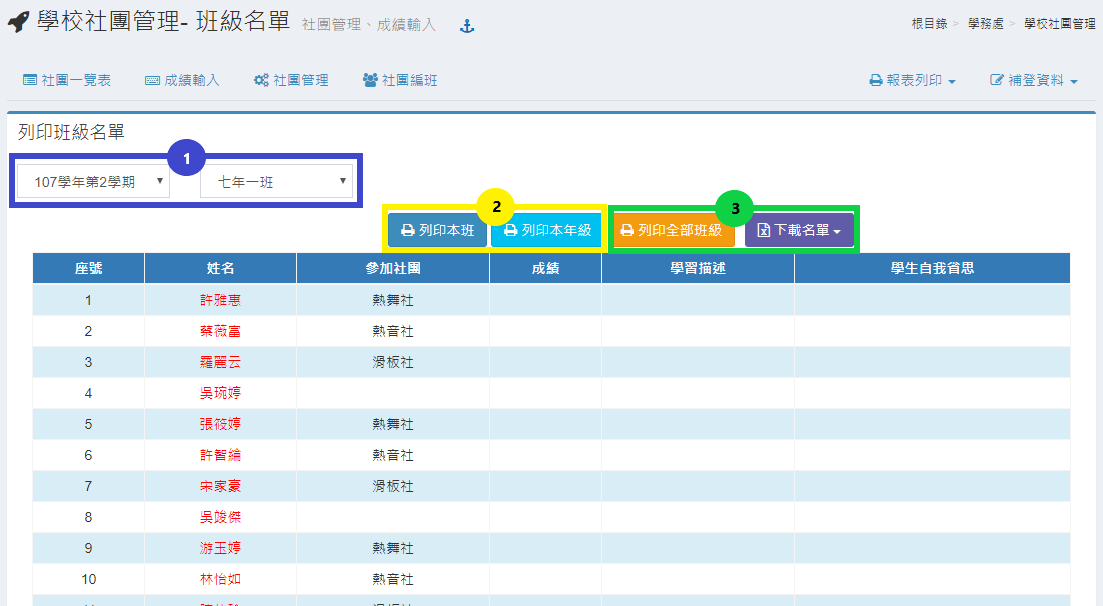 學校社團管理- 班級名單 社團管理、成績輸入 根目錄 > 學務處 > 學校社團管理
社團一覽表 成績輸入 社團管理 社團編班 報表列印 補登資料
列印班級名單
1
107學年第2學期 七年一班
2 3
列印本班 列印本年級 列印全部班級 下載名單
座號 姓名 參加社團 成績 學習描述 學生自我省思
1 許雅惠 熱舞社
2 蔡薇富 熱音社
3 羅麗云 滑板社
4 吳琬婷
5 張筱婷 熱舞社
6 許智綸 熱音社
7 宋家豪 滑板社
8 吳竣傑
9 游玉婷 熱舞社
10 林怡如 熱音社